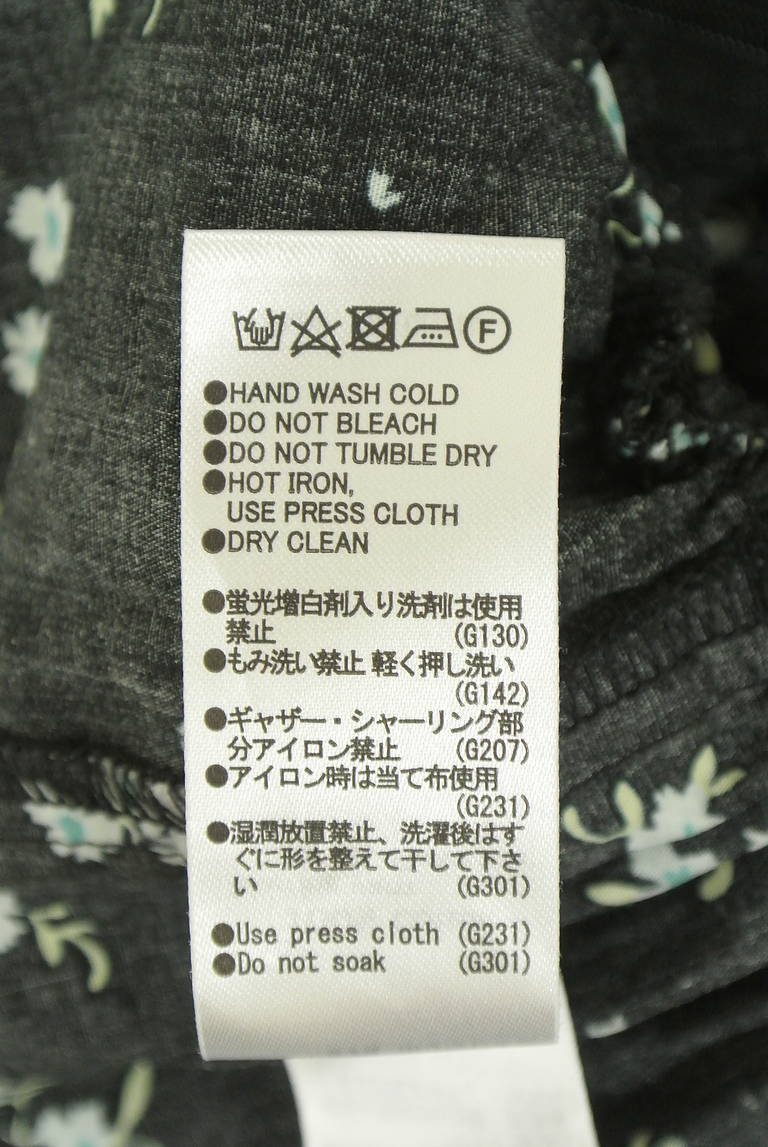 F
●HAND WASH COLD
●DO NOT BLEACH
●DO NOT TUMBLE DRY
●HOT IRON,
USE PRESS CLOTH
●DRY CLEAN
●蛍光増白剤入り洗剤は使用
禁止 (G130)
●もみ洗い禁止 軽く押し洗い
(G142)
●ギャザー・シャーリング部
分アイロン禁止 (G207)
●アイロン時は当て布使用
(G231)
●湿潤放置禁止、洗濯後はす
ぐに形を整えて干して下さ
い (G301)
●Use press cloth (G231)
●Do not soak (G301)